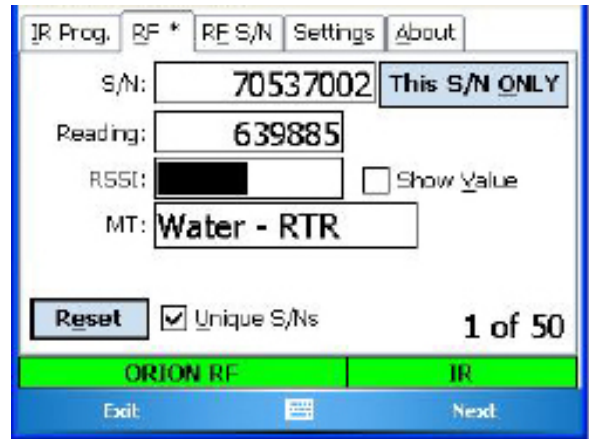 IR Prog. RF * RF S/N Settings About
S/N: 70537002 This S/N ONLY
Reading: 639885
RSSI: Show Value
MT: Water - RTR
Reset Unique S/Ns 1 of 50
ORION RF IR
Exit Next